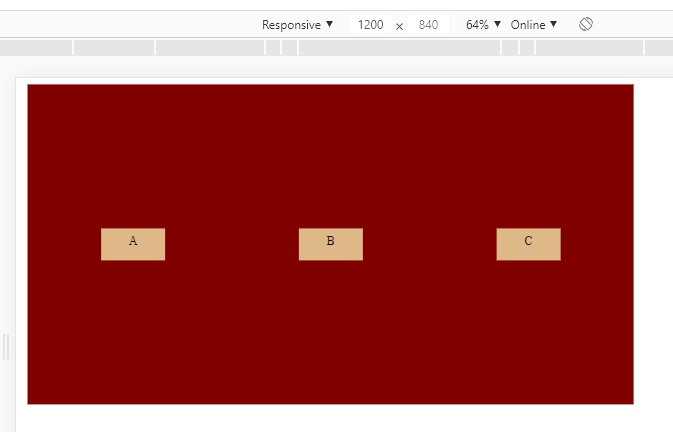 Responsive ▼ 1200 × 840 64% ▼ Online ▼
A B C